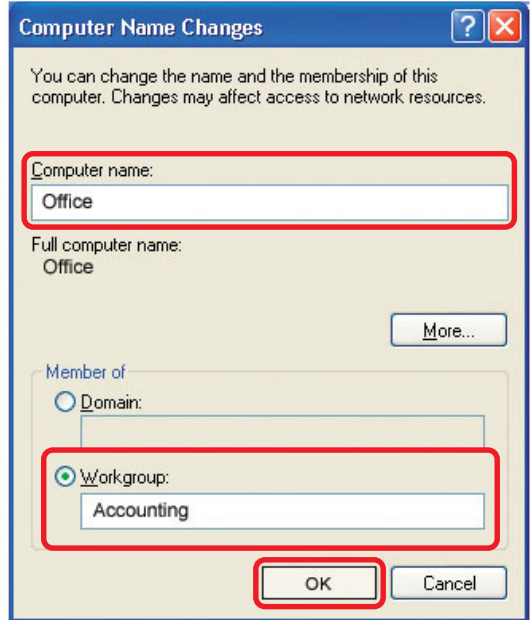 Computer Name Changes
You can change the name and the membership of this
computer. Changes may affect access to network resources.
Computer name:
Office
Full computer name:
Office
More...
Member of
Domain:
Workgroup:
Accounting
OK Cancel